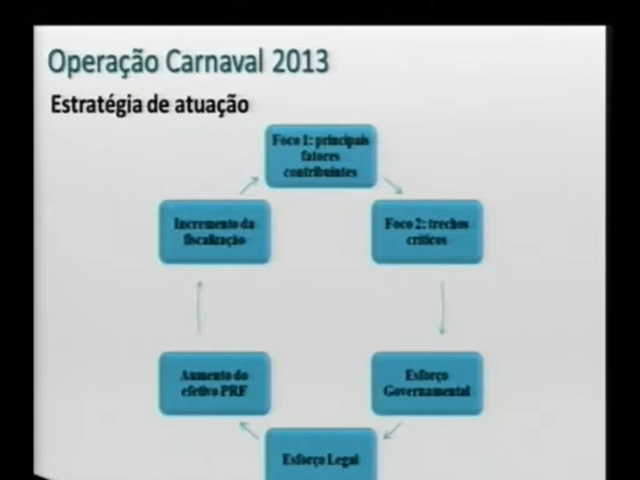 Operação Carnaval 2013
Estratégia de atuação
Foco 1: principais
fatores
contribuintes
Incremento da
fiscalização
Foco 2: trechos
críticos
Aumento do
efetivo PRF
Esforço
Governamental
Esforço Legal